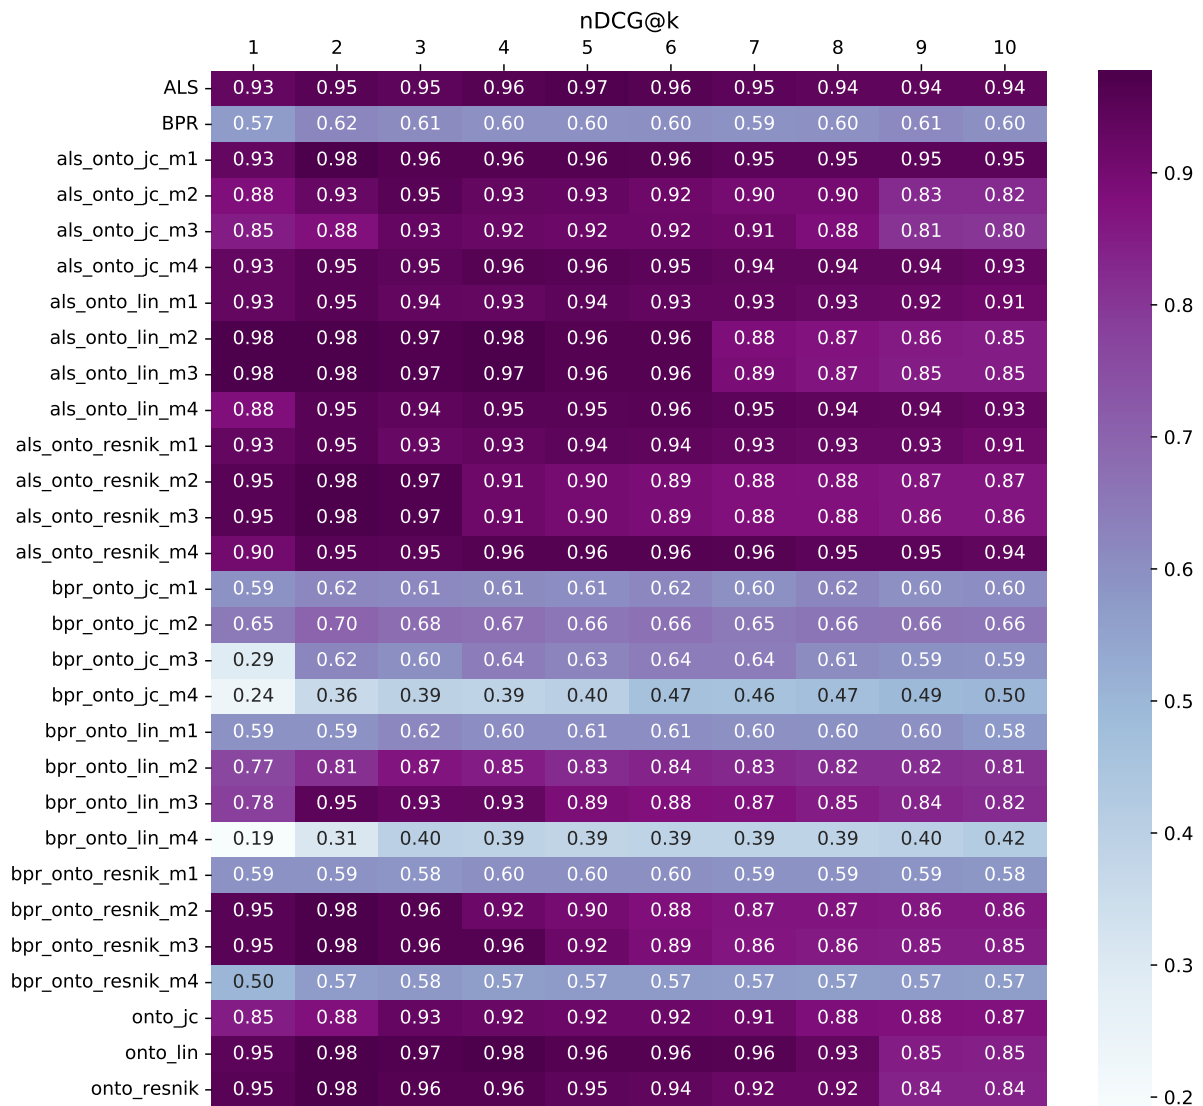 nDCG@k
1 2 3 4 5 6 7 8 9 10
ALS 0.93 0.95 0.95 0.96 0.97 0.96 0.95 0.94 0.94 0.94
BPR 0.57 0.62 0.61 0.60 0.60 0.60 0.59 0.60 0.61 0.60
als_onto_jc_m1 0.93 0.98 0.96 0.96 0.96 0.96 0.95 0.95 0.95 0.95
als_onto_jc_m2 0.88 0.93 0.95 0.93 0.93 0.92 0.90 0.90 0.83 0.82
als_onto_jc_m3 0.85 0.88 0.93 0.92 0.92 0.92 0.91 0.88 0.81 0.80
als_onto_jc_m4 0.93 0.95 0.95 0.96 0.96 0.95 0.94 0.94 0.94 0.93
als_onto_lin_m1 0.93 0.95 0.94 0.93 0.94 0.93 0.93 0.93 0.92 0.91
als_onto_lin_m2 0.98 0.98 0.97 0.98 0.96 0.96 0.88 0.87 0.86 0.85
als_onto_lin_m3 0.98 0.98 0.97 0.97 0.96 0.96 0.89 0.87 0.85 0.85
als_onto_lin_m4 0.88 0.95 0.94 0.95 0.95 0.96 0.95 0.94 0.94 0.93
als_onto_resnik_m1 0.93 0.95 0.93 0.93 0.94 0.94 0.93 0.93 0.93 0.91
als_onto_resnik_m2 0.95 0.98 0.97 0.91 0.90 0.89 0.88 0.88 0.87 0.87
als_onto_resnik_m3 0.95 0.98 0.97 0.91 0.90 0.89 0.88 0.88 0.86 0.86
als_onto_resnik_m4 0.90 0.95 0.95 0.96 0.96 0.96 0.96 0.95 0.95 0.94
bpr_onto_jc_m1 0.59 0.62 0.61 0.61 0.61 0.62 0.60 0.62 0.60 0.60
bpr_onto_jc_m2 0.65 0.70 0.68 0.67 0.66 0.66 0.65 0.66 0.66 0.66
bpr_onto_jc_m3 0.29 0.62 0.60 0.64 0.63 0.64 0.64 0.61 0.59 0.59
bpr_onto_jc_m4 0.24 0.36 0.39 0.39 0.40 0.47 0.46 0.47 0.49 0.50
bpr_onto_lin_m1 0.59 0.59 0.62 0.60 0.61 0.61 0.60 0.60 0.60 0.58
bpr_onto_lin_m2 0.77 0.81 0.87 0.85 0.83 0.84 0.83 0.82 0.82 0.81
bpr_onto_lin_m3 0.78 0.95 0.93 0.93 0.89 0.88 0.87 0.85 0.84 0.82
bpr_onto_lin_m4 0.19 0.31 0.40 0.39 0.39 0.39 0.39 0.39 0.40 0.42
bpr_onto_resnik_m1 0.59 0.59 0.58 0.60 0.60 0.60 0.59 0.59 0.59 0.58
bpr_onto_resnik_m2 0.95 0.98 0.96 0.92 0.90 0.88 0.87 0.87 0.86 0.86
bpr_onto_resnik_m3 0.95 0.98 0.96 0.96 0.92 0.89 0.86 0.86 0.85 0.85
bpr_onto_resnik_m4 0.50 0.57 0.58 0.57 0.57 0.57 0.57 0.57 0.57 0.57
onto_jc 0.85 0.88 0.93 0.92 0.92 0.92 0.91 0.88 0.88 0.87
onto_lin 0.95 0.98 0.97 0.98 0.96 0.96 0.96 0.93 0.85 0.85
onto_resnik 0.95 0.98 0.96 0.96 0.95 0.94 0.92 0.92 0.84 0.84
0.9
0.8
0.7
0.6
0.5
0.4
0.3
0.2